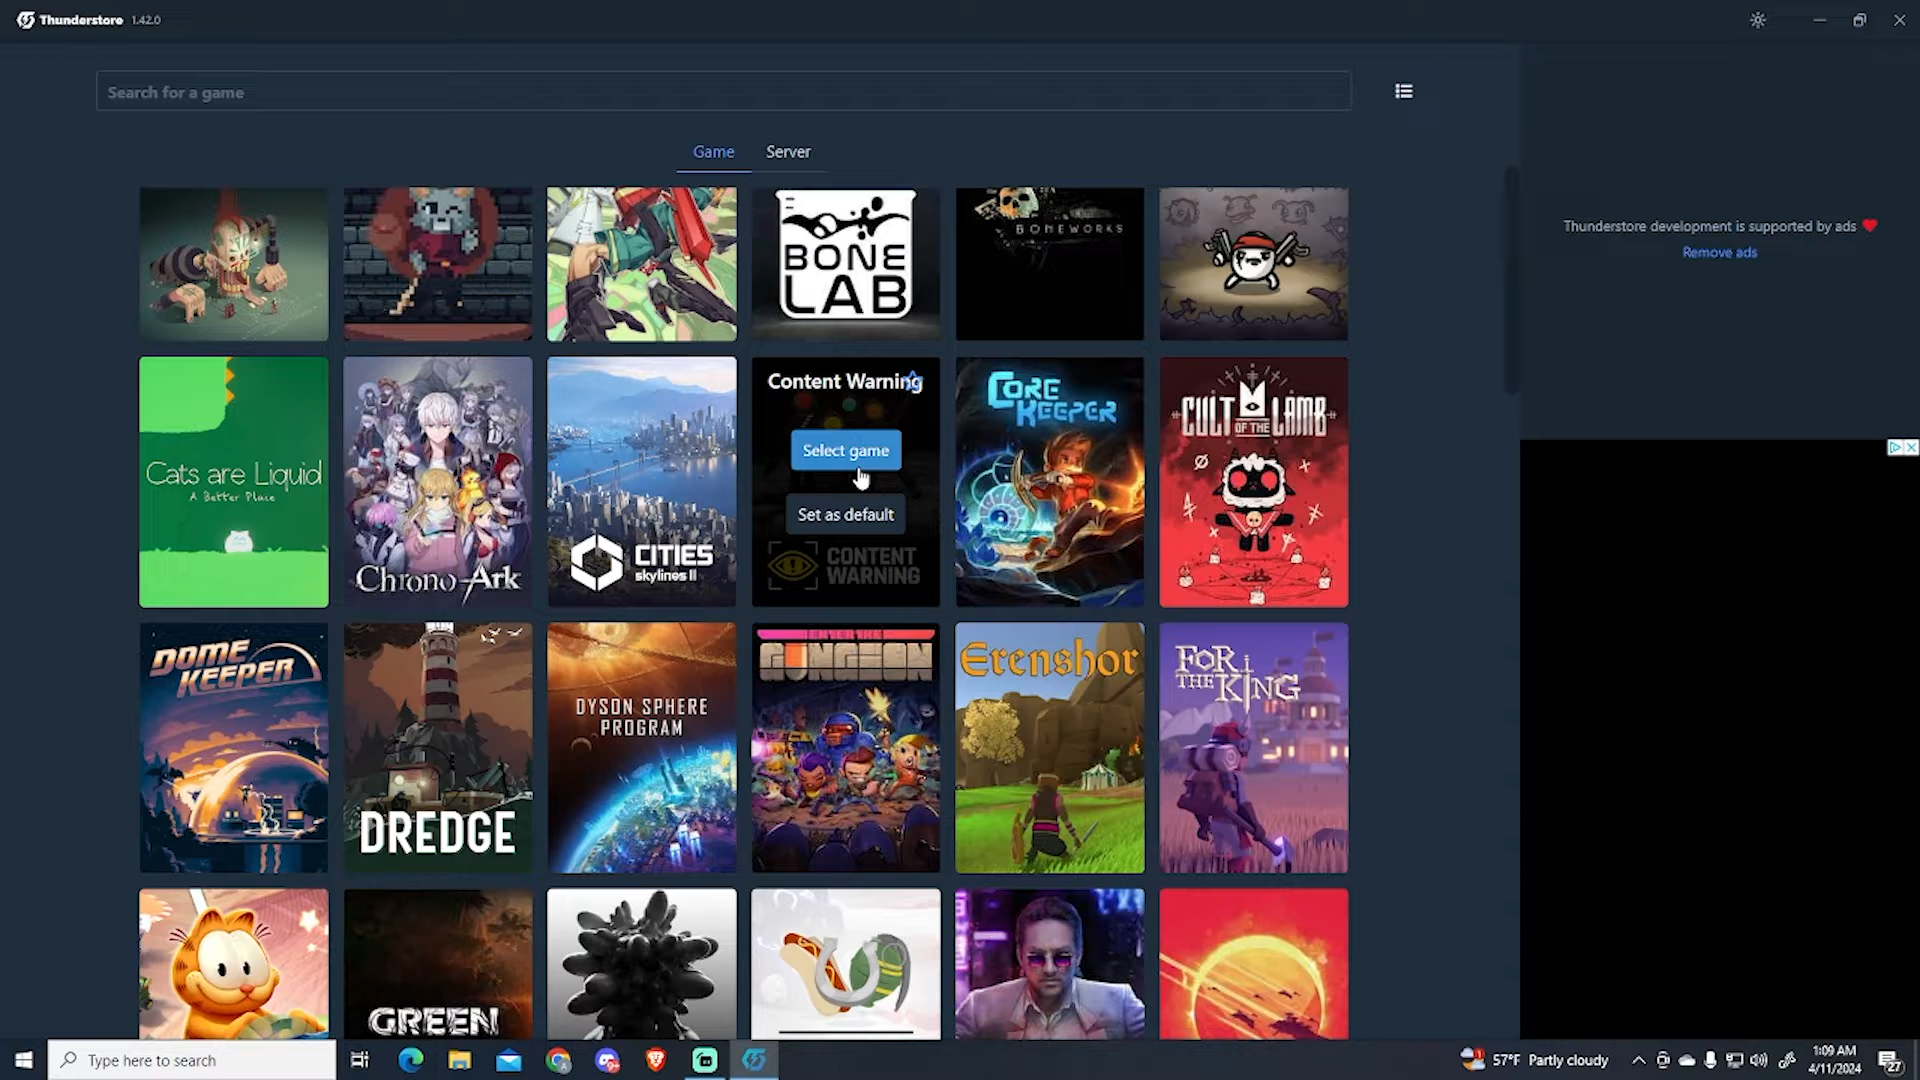 Thunderstore 1.42.0
Search for a game
Game
Server
Thunderstore development is supported by ads
Remove ads
BONE
LAB
BONEWORKS
Cats are Liquid
A Better Place
Chrono Ark
CITIES
skylines II
Content Warning
Select game
Set as default
CONTENT
WARNING
CORE
KEEPER
CULT OF THE LAMB
DOME
KEEPER
DREDGE
DYSON SPHERE
PROGRAM
ENTER THE
GUNGEON
Erenshor
FOR
THE KING
GREEN
Type here to search
57°F Partly cloudy
1:09 AM
4/11/2024
27